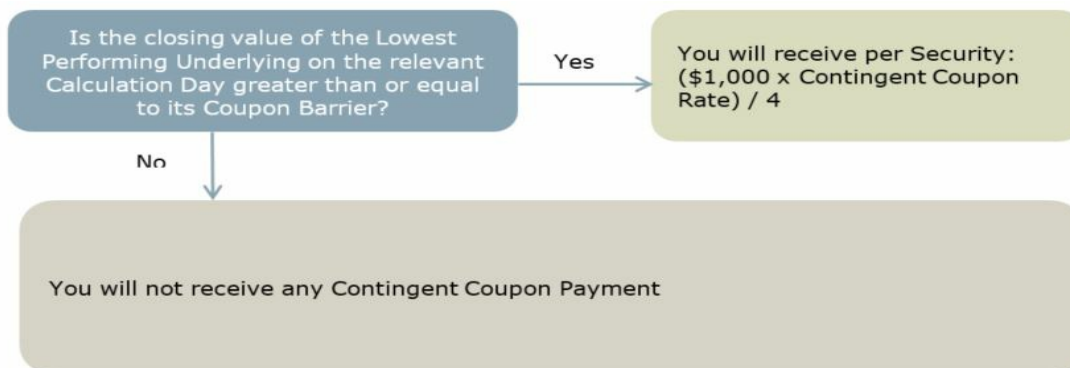 Is the closing value of the Lowest
Performing Underlying on the relevant
Calculation Day greater than or equal
to its Coupon Barrier?
Yes
You will receive per Security:
($1,000 x Contingent Coupon
Rate) / 4
No
You will not receive any Contingent Coupon Payment